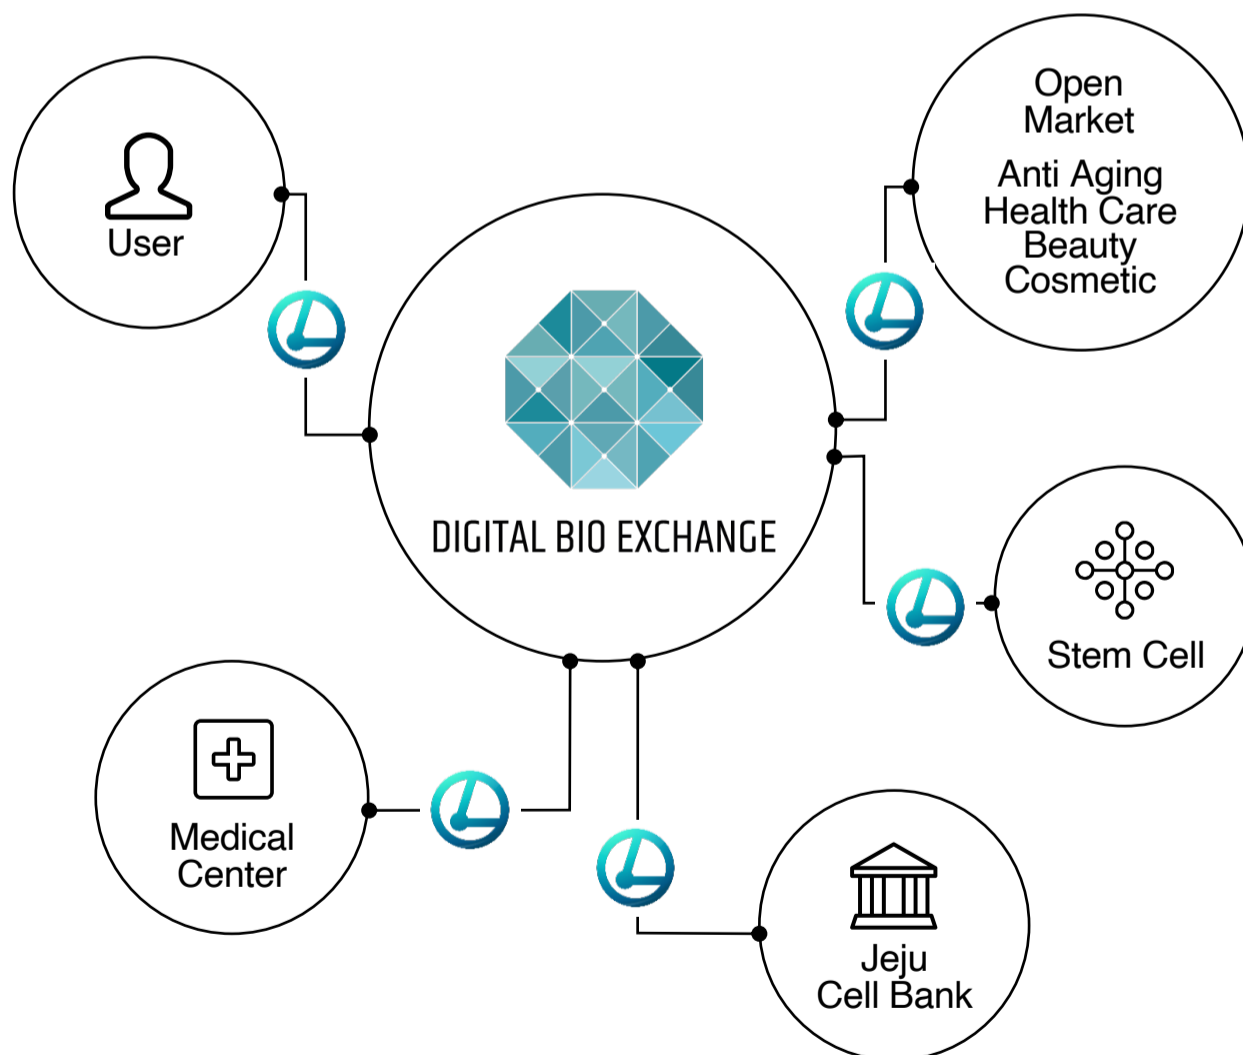 User
Open
Market
Anti Aging
Health Care
Beauty
Cosmetic
DIGITAL BIO EXCHANGE
Stem Cell
Medical
Center
Jeju
Cell Bank